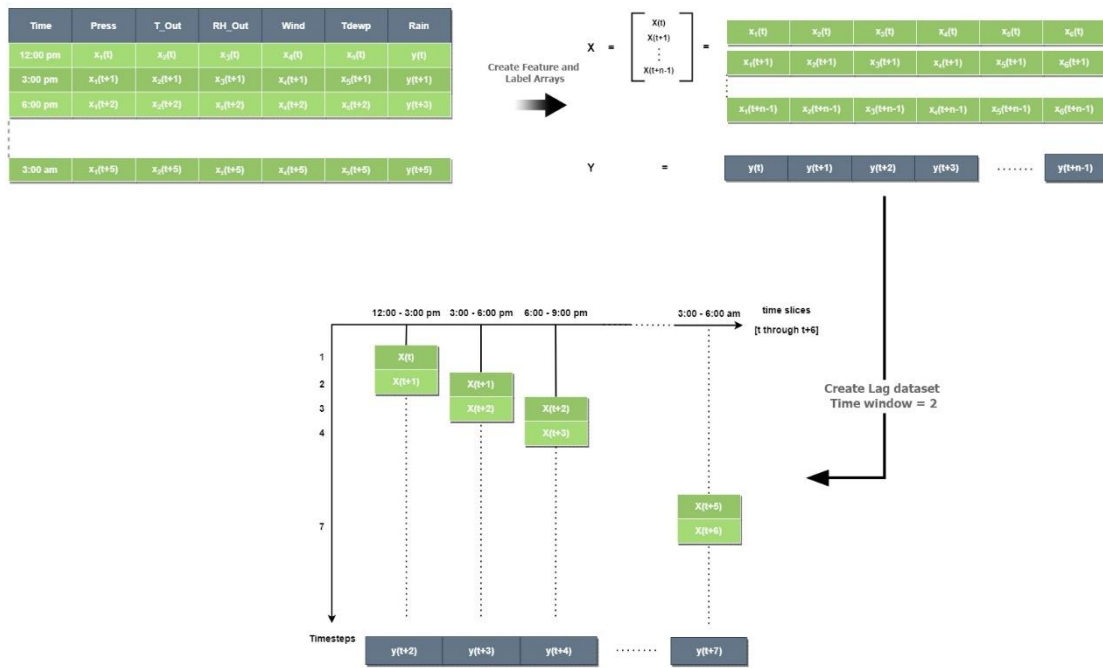 Time Press T_Out RH_Out Wind Tdewp Rain
12:00 pm x₁(t) x₂(t) x₃(t) x₄(t) x₅(t) y(t)
3:00 pm x₁(t+1) x₂(t+1) x₃(t+1) x₄(t+1) x₅(t+1) y(t+1)
6:00 pm x₁(t+2) x₂(t+2) x₃(t+2) x₄(t+2) x₅(t+2) y(t+3)
3:00 am x₁(t+5) x₂(t+5) x₃(t+5) x₄(t+5) x₅(t+5) y(t+5)
Create Feature and
Label Arrays
X =
X(t)
X(t+1)
X(t+n-1)
=
x₁(t) x₂(t) x₃(t) x₄(t) x₅(t) x₆(t)
x₁(t+1) x₂(t+1) x₃(t+1) x₄(t+1) x₅(t+1) x₆(t+1)
x₁(t+n-1) x₂(t+n-1) x₃(t+n-1) x₄(t+n-1) x₅(t+n-1) x₆(t+n-1)
Y = y(t) y(t+1) y(t+2) y(t+3) ....... y(t+n-1)
Create Lag dataset
Time window = 2
12:00 - 3:00 pm 3:00 - 6:00 pm 6:00 - 9:00 pm 3:00 - 6:00 am
time slices
[t through t+6]
1 X(t)
2 X(t+1) X(t+1)
3 X(t+2) X(t+2)
4 X(t+3)
X(t+5)
7 X(t+6)
Timesteps
y(t+2) y(t+3) y(t+4) ....... y(t+7)